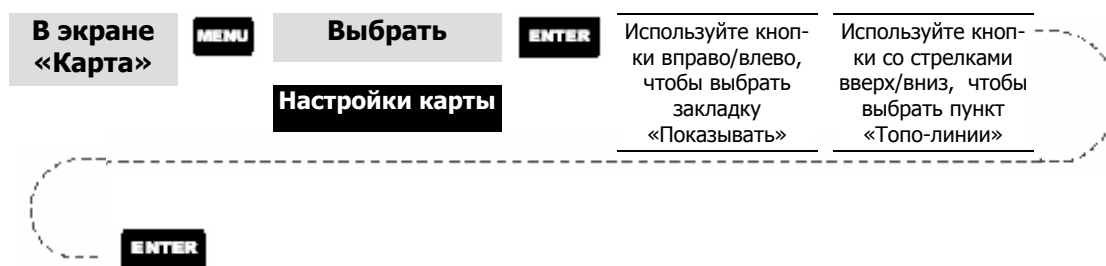 В экране
«Карта»
MENU
Выбрать
Настройки карты
ENTER
Используйте кноп-
ки вправо/влево,
чтобы выбрать
закладку
«Показывать»
Используйте кноп-
ки со стрелками
вверх/вниз, чтобы
выбрать пункт
«Топо-линии»
ENTER